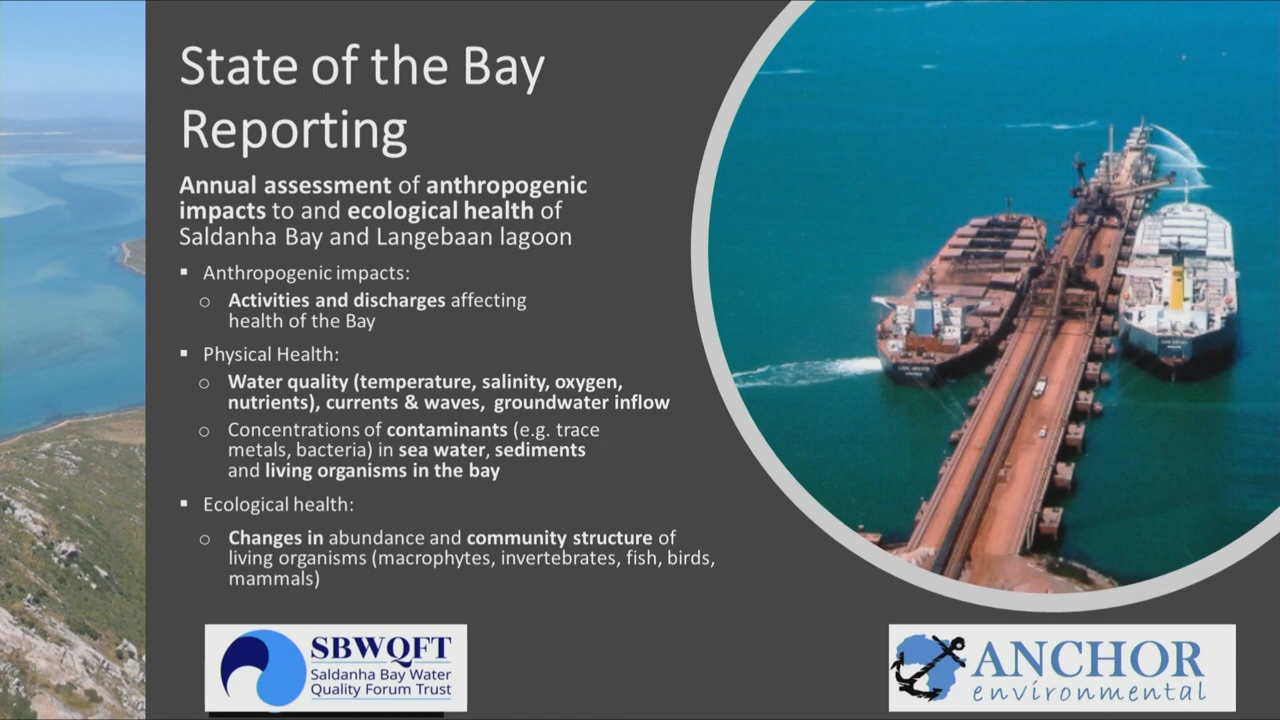 State of the Bay
Reporting
Annual assessment of anthropogenic
impacts to and ecological health of
Saldanha Bay and Langebaan lagoon
▪ Anthropogenic impacts:
o Activities and discharges affecting
health of the Bay
▪ Physical Health:
o Water quality (temperature, salinity, oxygen,
nutrients), currents & waves, groundwater inflow
o Concentrations of contaminants (e.g. trace
metals, bacteria) in sea water, sediments
and living organisms in the bay
▪ Ecological health:
o Changes in abundance and community structure of
living organisms (macrophytes, invertebrates, fish, birds,
mammals)
SBWQFT
Saldanha Bay Water
Quality Forum Trust
ANCHOR
environmental